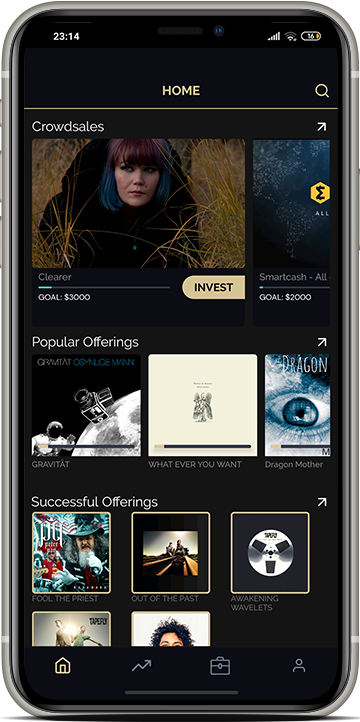 23:14
16
HOME
Crowdsales
ALL
Clearer
GOAL: $3000
INVEST
Smartcash - All
GOAL: $2000
Popular Offerings
GRAVITÄT OSYNLIGE MANN
DRAGON
M
GRAVITÄT
WHAT EVER YOU WANT
Dragon Mother
Successful Offerings
TAPEFLY
FOOL THE PRIEST
OUT OF THE PAST
AWAKENING
WAVELETS
TAPEFLY